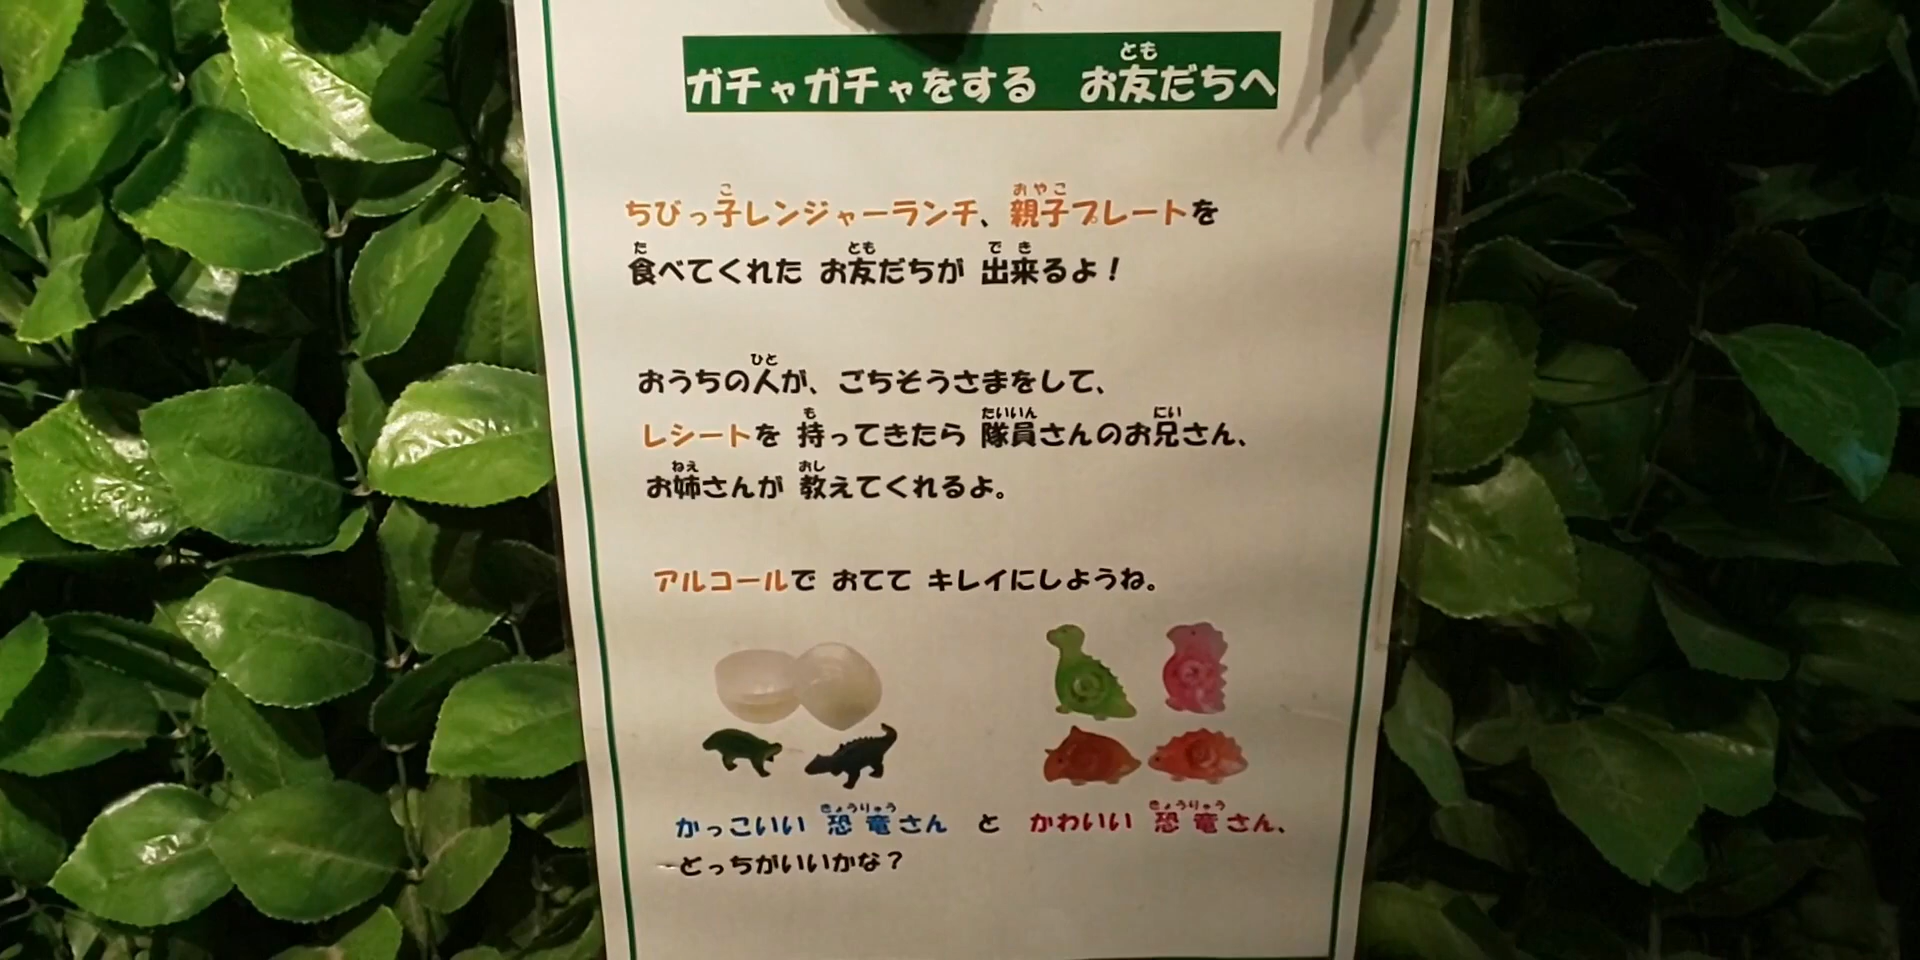 ガチャガチャをする お友だちへ
ちびっ子レンジャーランチ、親子プレートを
食べてくれた お友だちが 出来るよ！
おうちの人が、ごちそうさまをして、
レシートを 持ってきたら 隊員さんのお兄さん、
お姉さんが 教えてくれるよ。
アルコールで おてて キレイにしようね。
かっこいい 恐竜さん と かわいい 恐竜さん、
どっちがいいかな？